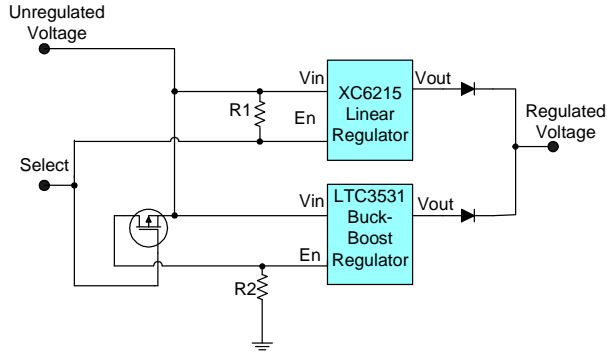 Unregulated
Voltage
Vin
XC6215
Linear
Regulator
Vout
R1
En
Regulated
Voltage
Select
Vin
LTC3531
Buck-
Boost
Regulator
Vout
En
R2